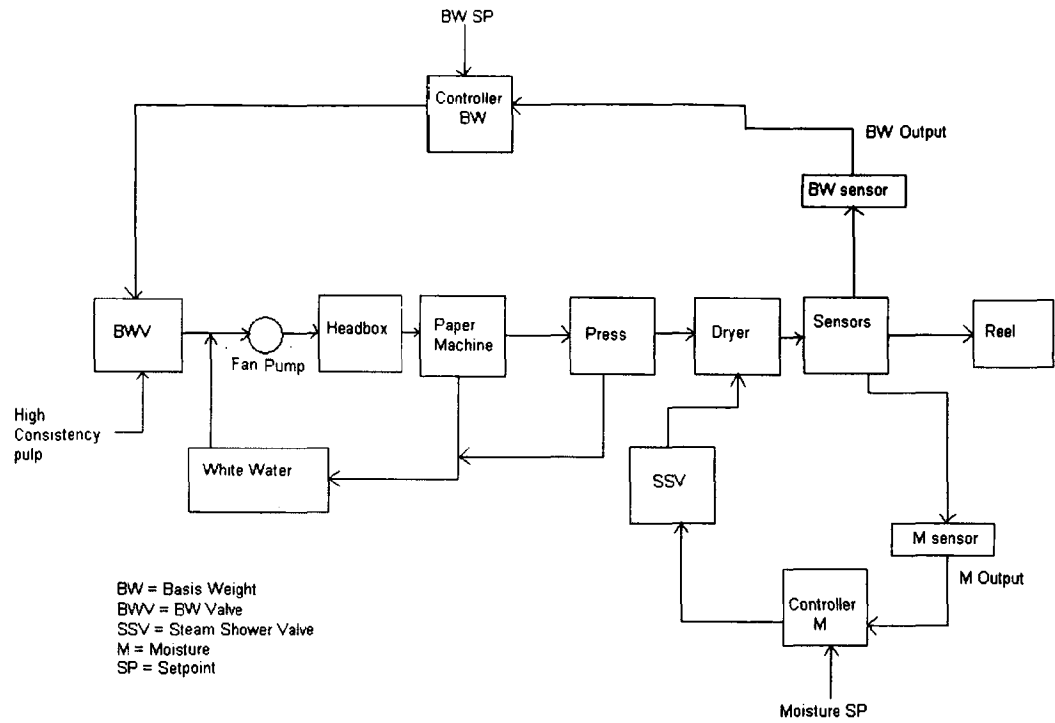 BW SP
Controller
BW
BW Output
BW sensor
BWV
Fan Pump
Headbox
Paper
Machine
Press
Dryer
Sensors
Reel
High
Consistency
pulp
White Water
SSV
M sensor
M Output
Controller
M
Moisture SP
BW = Basis Weight
BWV = BW Valve
SSV = Steam Shower Valve
M = Moisture
SP = Setpoint